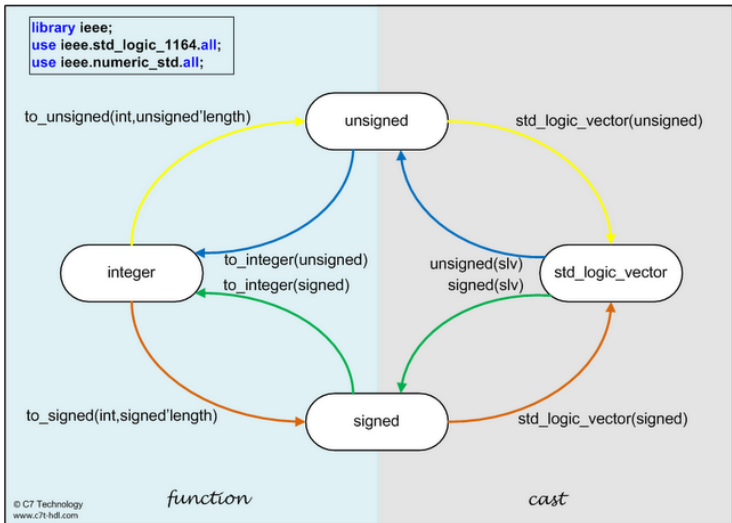 library ieee;
use ieee.std_logic_1164.all;
use ieee.numeric_std.all;
to_unsigned(int,unsigned'length)
unsigned
std_logic_vector(unsigned)
to_integer(unsigned)
unsigned(slv)
integer
to_integer(signed)
signed(slv)
std_logic_vector
to_signed(int,signed'length)
signed
std_logic_vector(signed)
function
cast
© C7 Technology
www.c7t-hdl.com